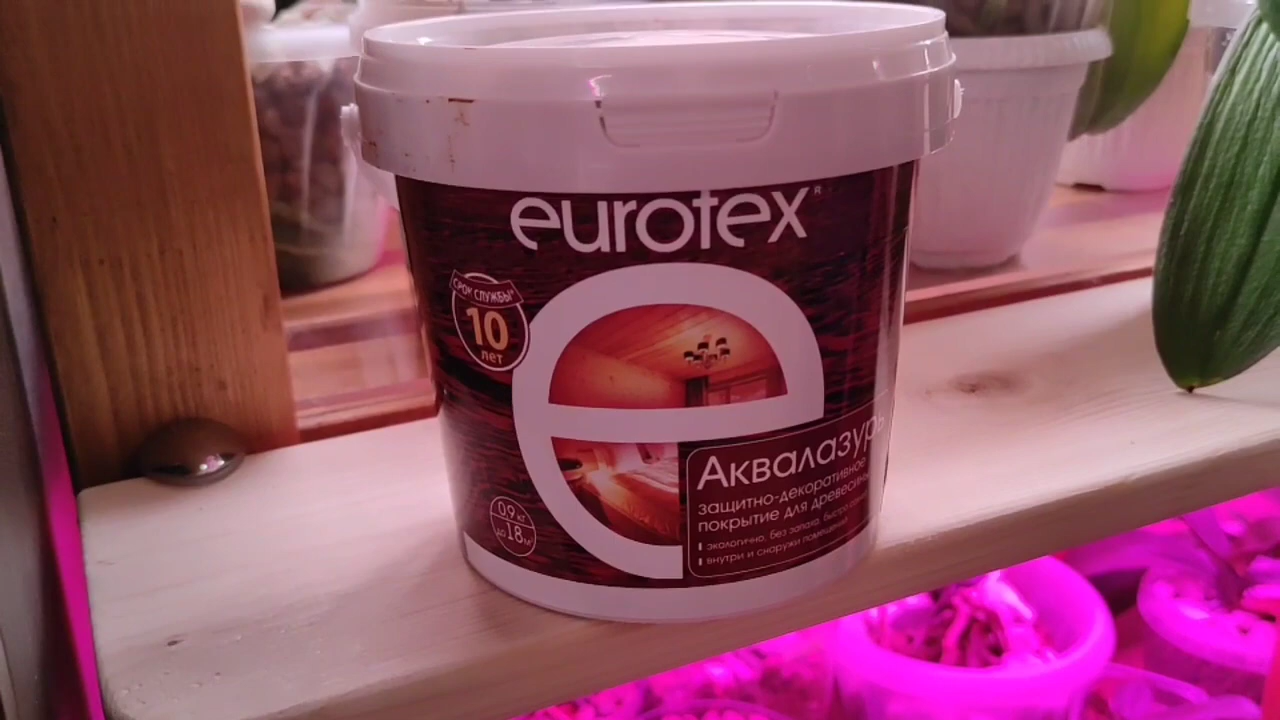 eurotex®
СРОК СЛУЖБЫ*
10
лет
Аквалазурь
защитно-декоративное
покрытие для древесины
экологично, без запаха, быстро
внутри и снаружи помещений
0,9 кг
до 18 м²